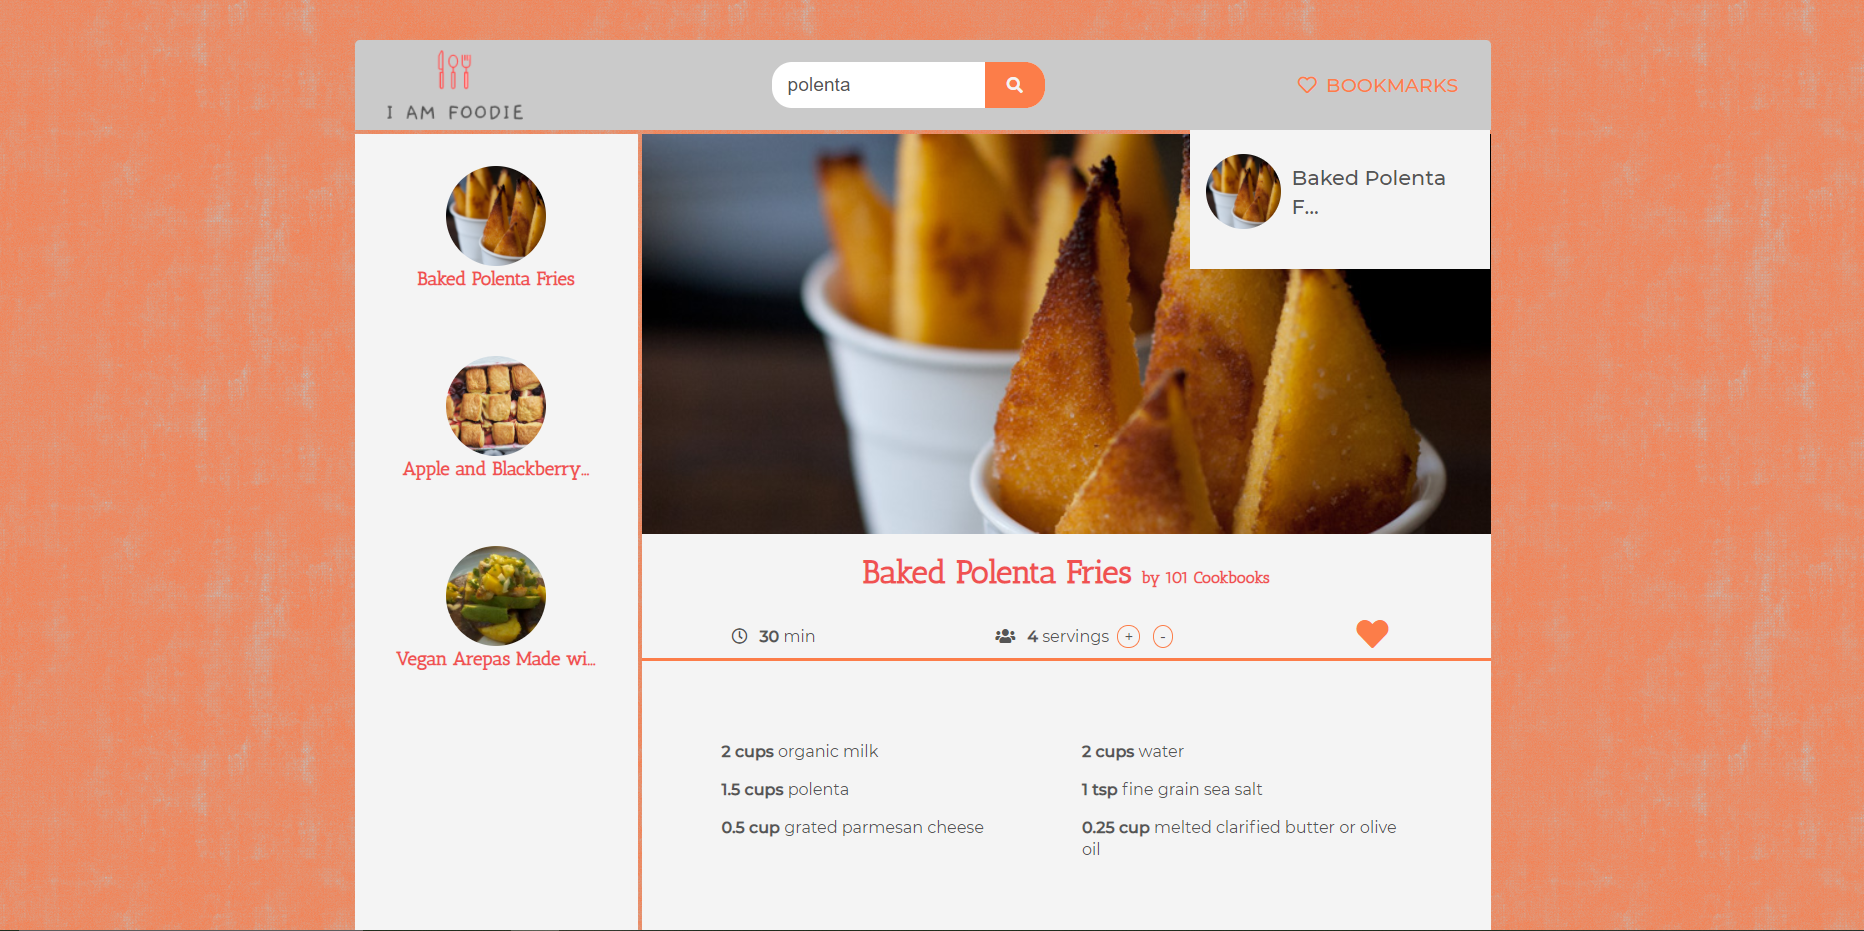 I AM FOODIE
polenta
BOOKMARKS
Baked Polenta
F...
Baked Polenta Fries
Apple and Blackberry...
Vegan Arepas Made wi...
Baked Polenta Fries by 101 Cookbooks
30 min
4 servings + -
2 cups organic milk
2 cups water
1.5 cups polenta
1 tsp fine grain sea salt
0.5 cup grated parmesan cheese
0.25 cup melted clarified butter or olive
oil